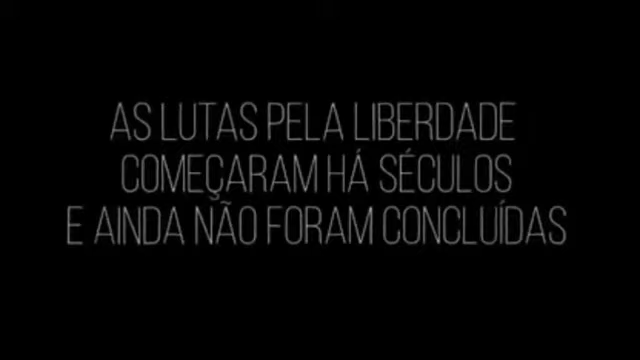 AS LUTAS PELA LIBERDADE
COMEÇARAM HÁ SÉCULOS
E AINDA NÃO FORAM CONCLUÍDAS